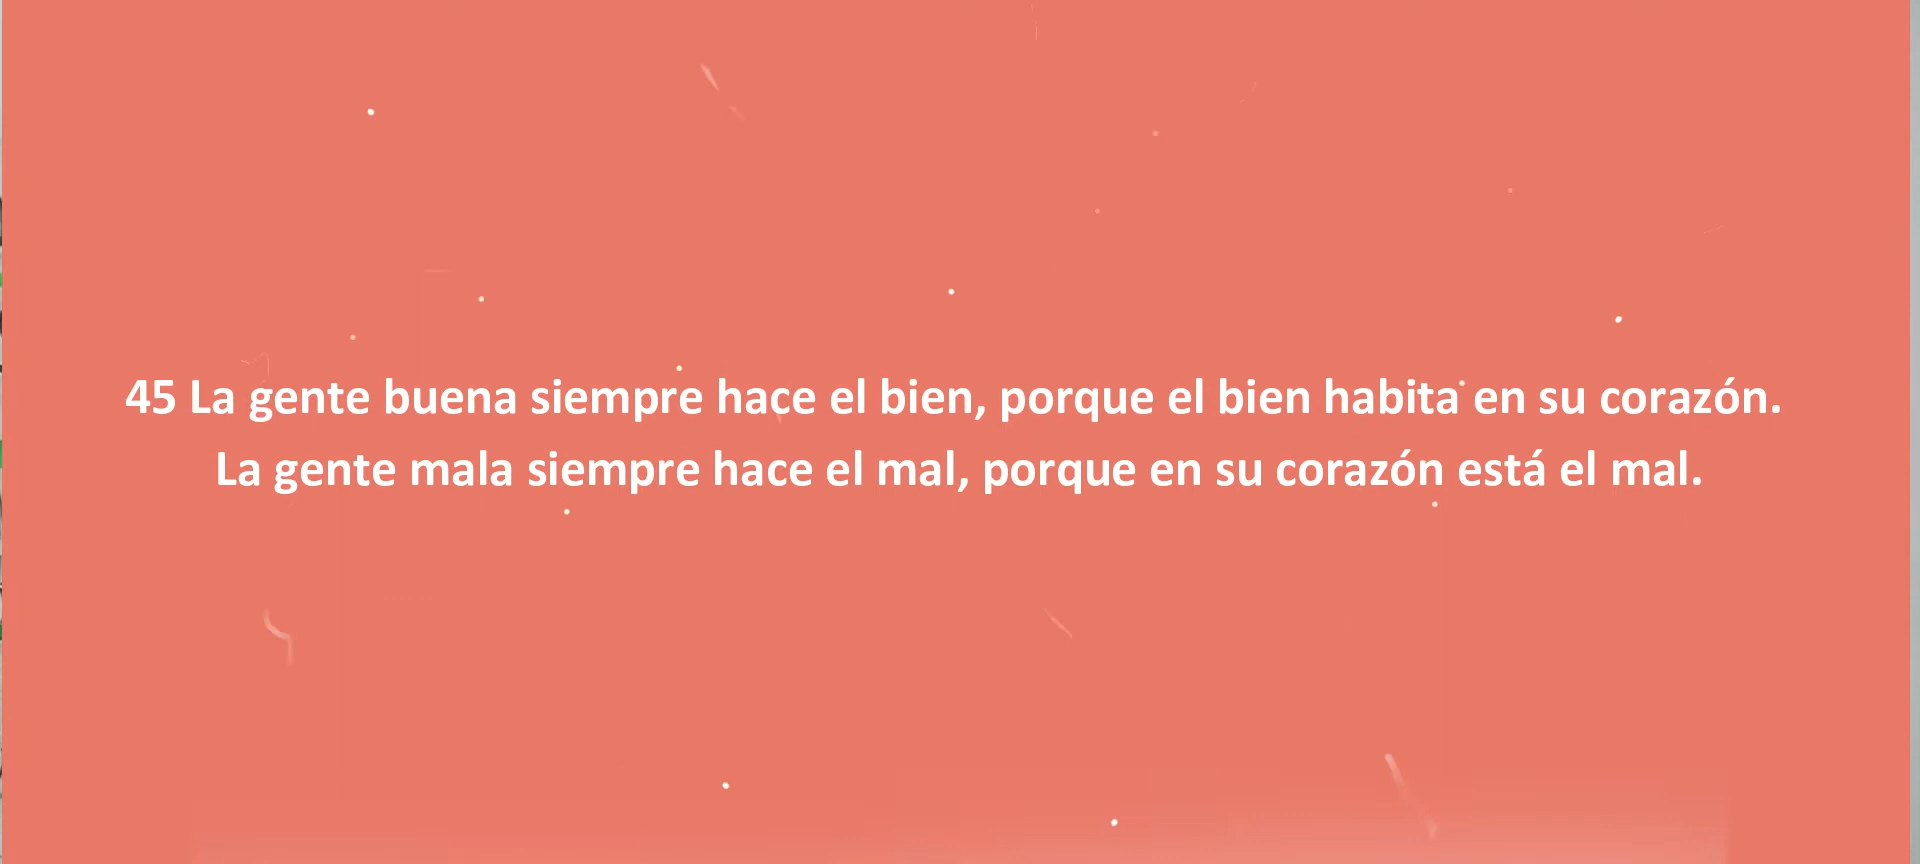 45 La gente buena siempre hace el bien, porque el bien habita en su corazón.
La gente mala siempre hace el mal, porque en su corazón está el mal.